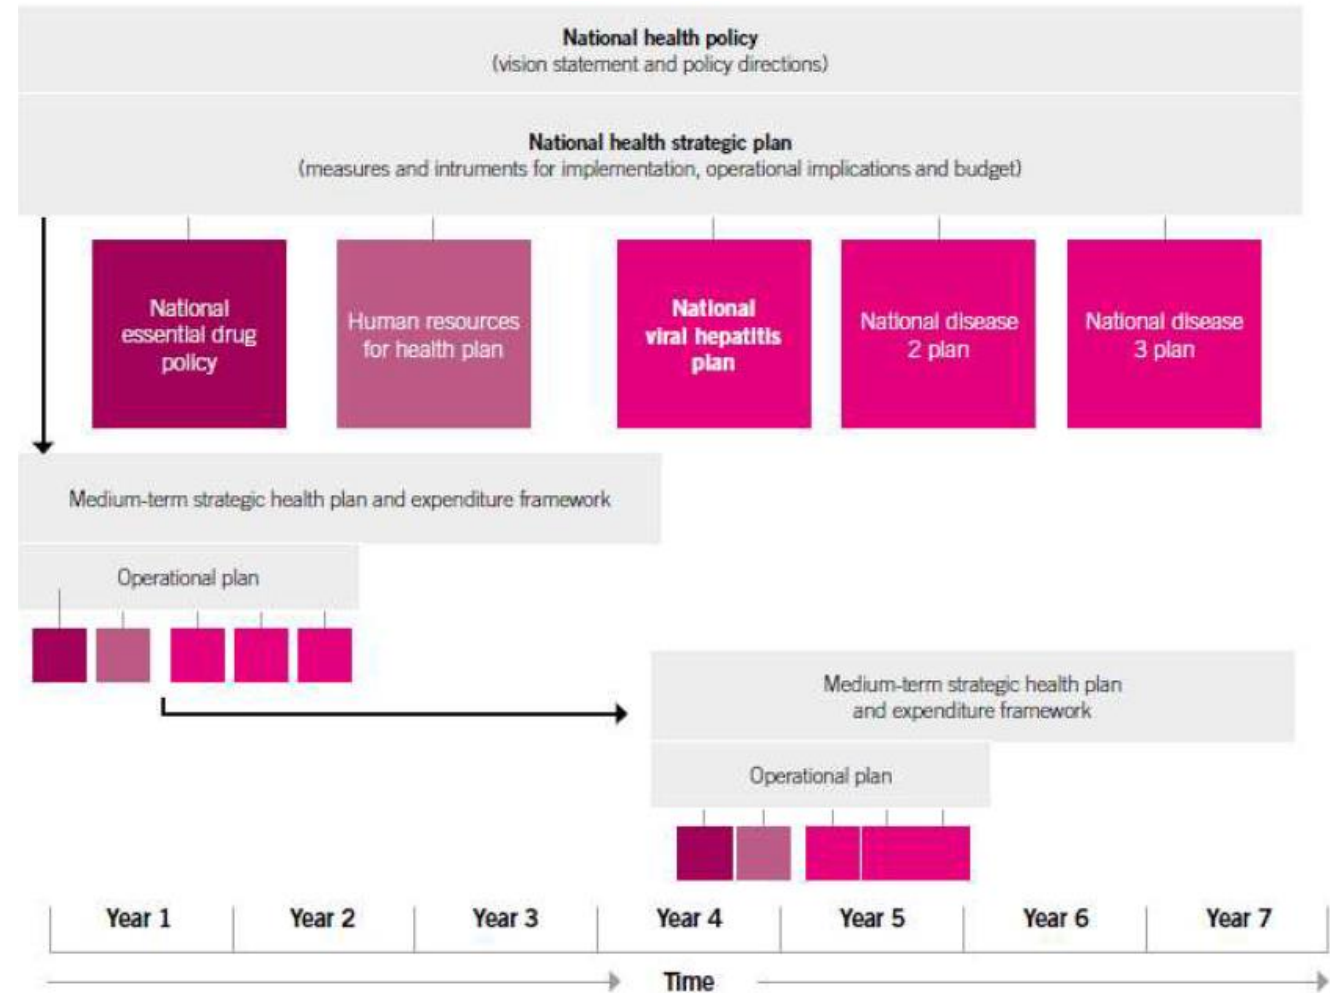 National health policy
(vision statement and policy directions)
National health strategic plan
(measures and intruments for implementation, operational implications and budget)
National
essential drug
policy
Human resources
for health plan
National
viral hepatitis
plan
National disease
2 plan
National disease
3 plan
Medium-term strategic health plan and expenditure framework
Operational plan
Medium-term strategic health plan
and expenditure framework
Operational plan
Year 1
Year 2
Year 3
Year 4
Year 5
Year 6
Year 7
Time